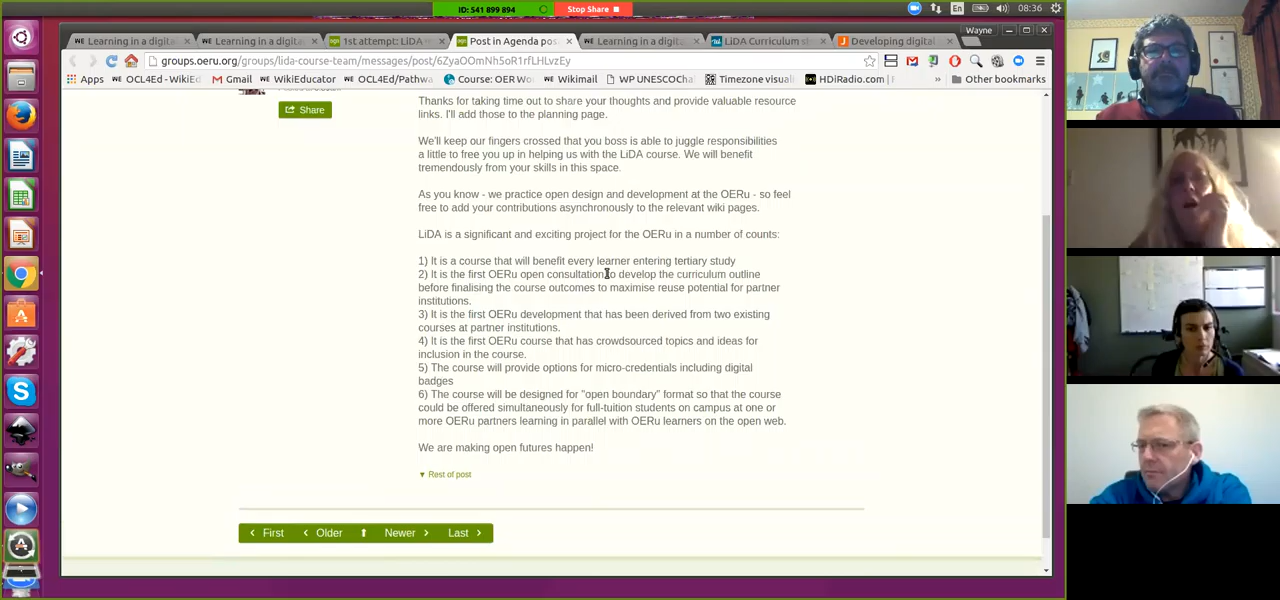 ID: 541 899 894
Stop Share
En
08:36
Wayne
Learning in a digita
Learning in a digita
1st attempt: LiDA
Post in Agenda pos
Learning in a digita
LiDA Curriculum s
Developing digital
groups.oeru.org/groups/lida-course-team/messages/post/6ZyaOOmNh5oR1rfLHLvzEy
Apps
OCL4Ed - WikiEd
Gmail
WikiEducator
OCL4Ed/Pathwa
Course: OER
Wikimail
WP UNESCOCha
Timezone visuali
HDiRadio.com
»
Other bookmarks
Share
Thanks for taking time out to share your thoughts and provide valuable resource
links. I'll add those to the planning page.
We'll keep our fingers crossed that you boss is able to juggle responsibilities
a little to free you up in helping us with the LiDA course. We will benefit
tremendously from your skills in this space.
As you know - we practice open design and development at the OERu - so feel
free to add your contributions asynchronously to the relevant wiki pages.
LiDA is a significant and exciting project for the OERu in a number of counts:
1) It is a course that will benefit every learner entering tertiary study
2) It is the first OERu open consultation to develop the curriculum outline
before finalising the course outcomes to maximise reuse potential for partner
institutions.
3) It is the first OERu development that has been derived from two existing
courses at partner institutions.
4) It is the first OERu course that has crowdsourced topics and ideas for
inclusion in the course.
5) The course will provide options for micro-credentials including digital
badges
6) The course will be designed for "open boundary" format so that the course
could be offered simultaneously for full-tuition students on campus at one or
more OERu partners learning in parallel with OERu learners on the open web.
We are making open futures happen!
▼ Rest of post
First
Older
Newer
Last